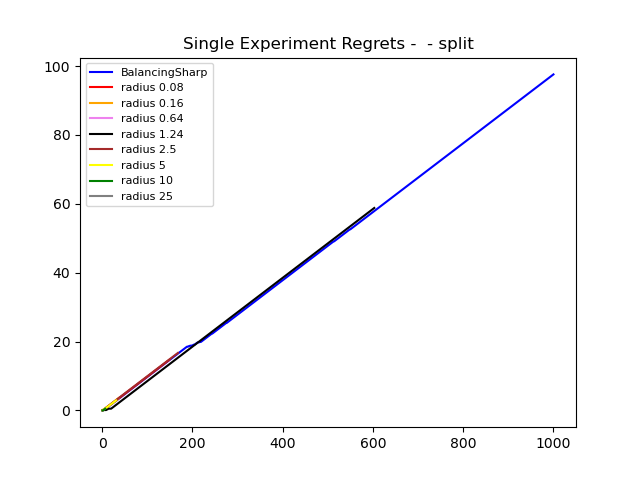 Single Experiment Regrets -  - split
BalancingSharp
radius 0.08
radius 0.16
radius 0.64
radius 1.24
radius 2.5
radius 5
radius 10
radius 25
100
80
60
40
20
0
0 200 400 600 800 1000